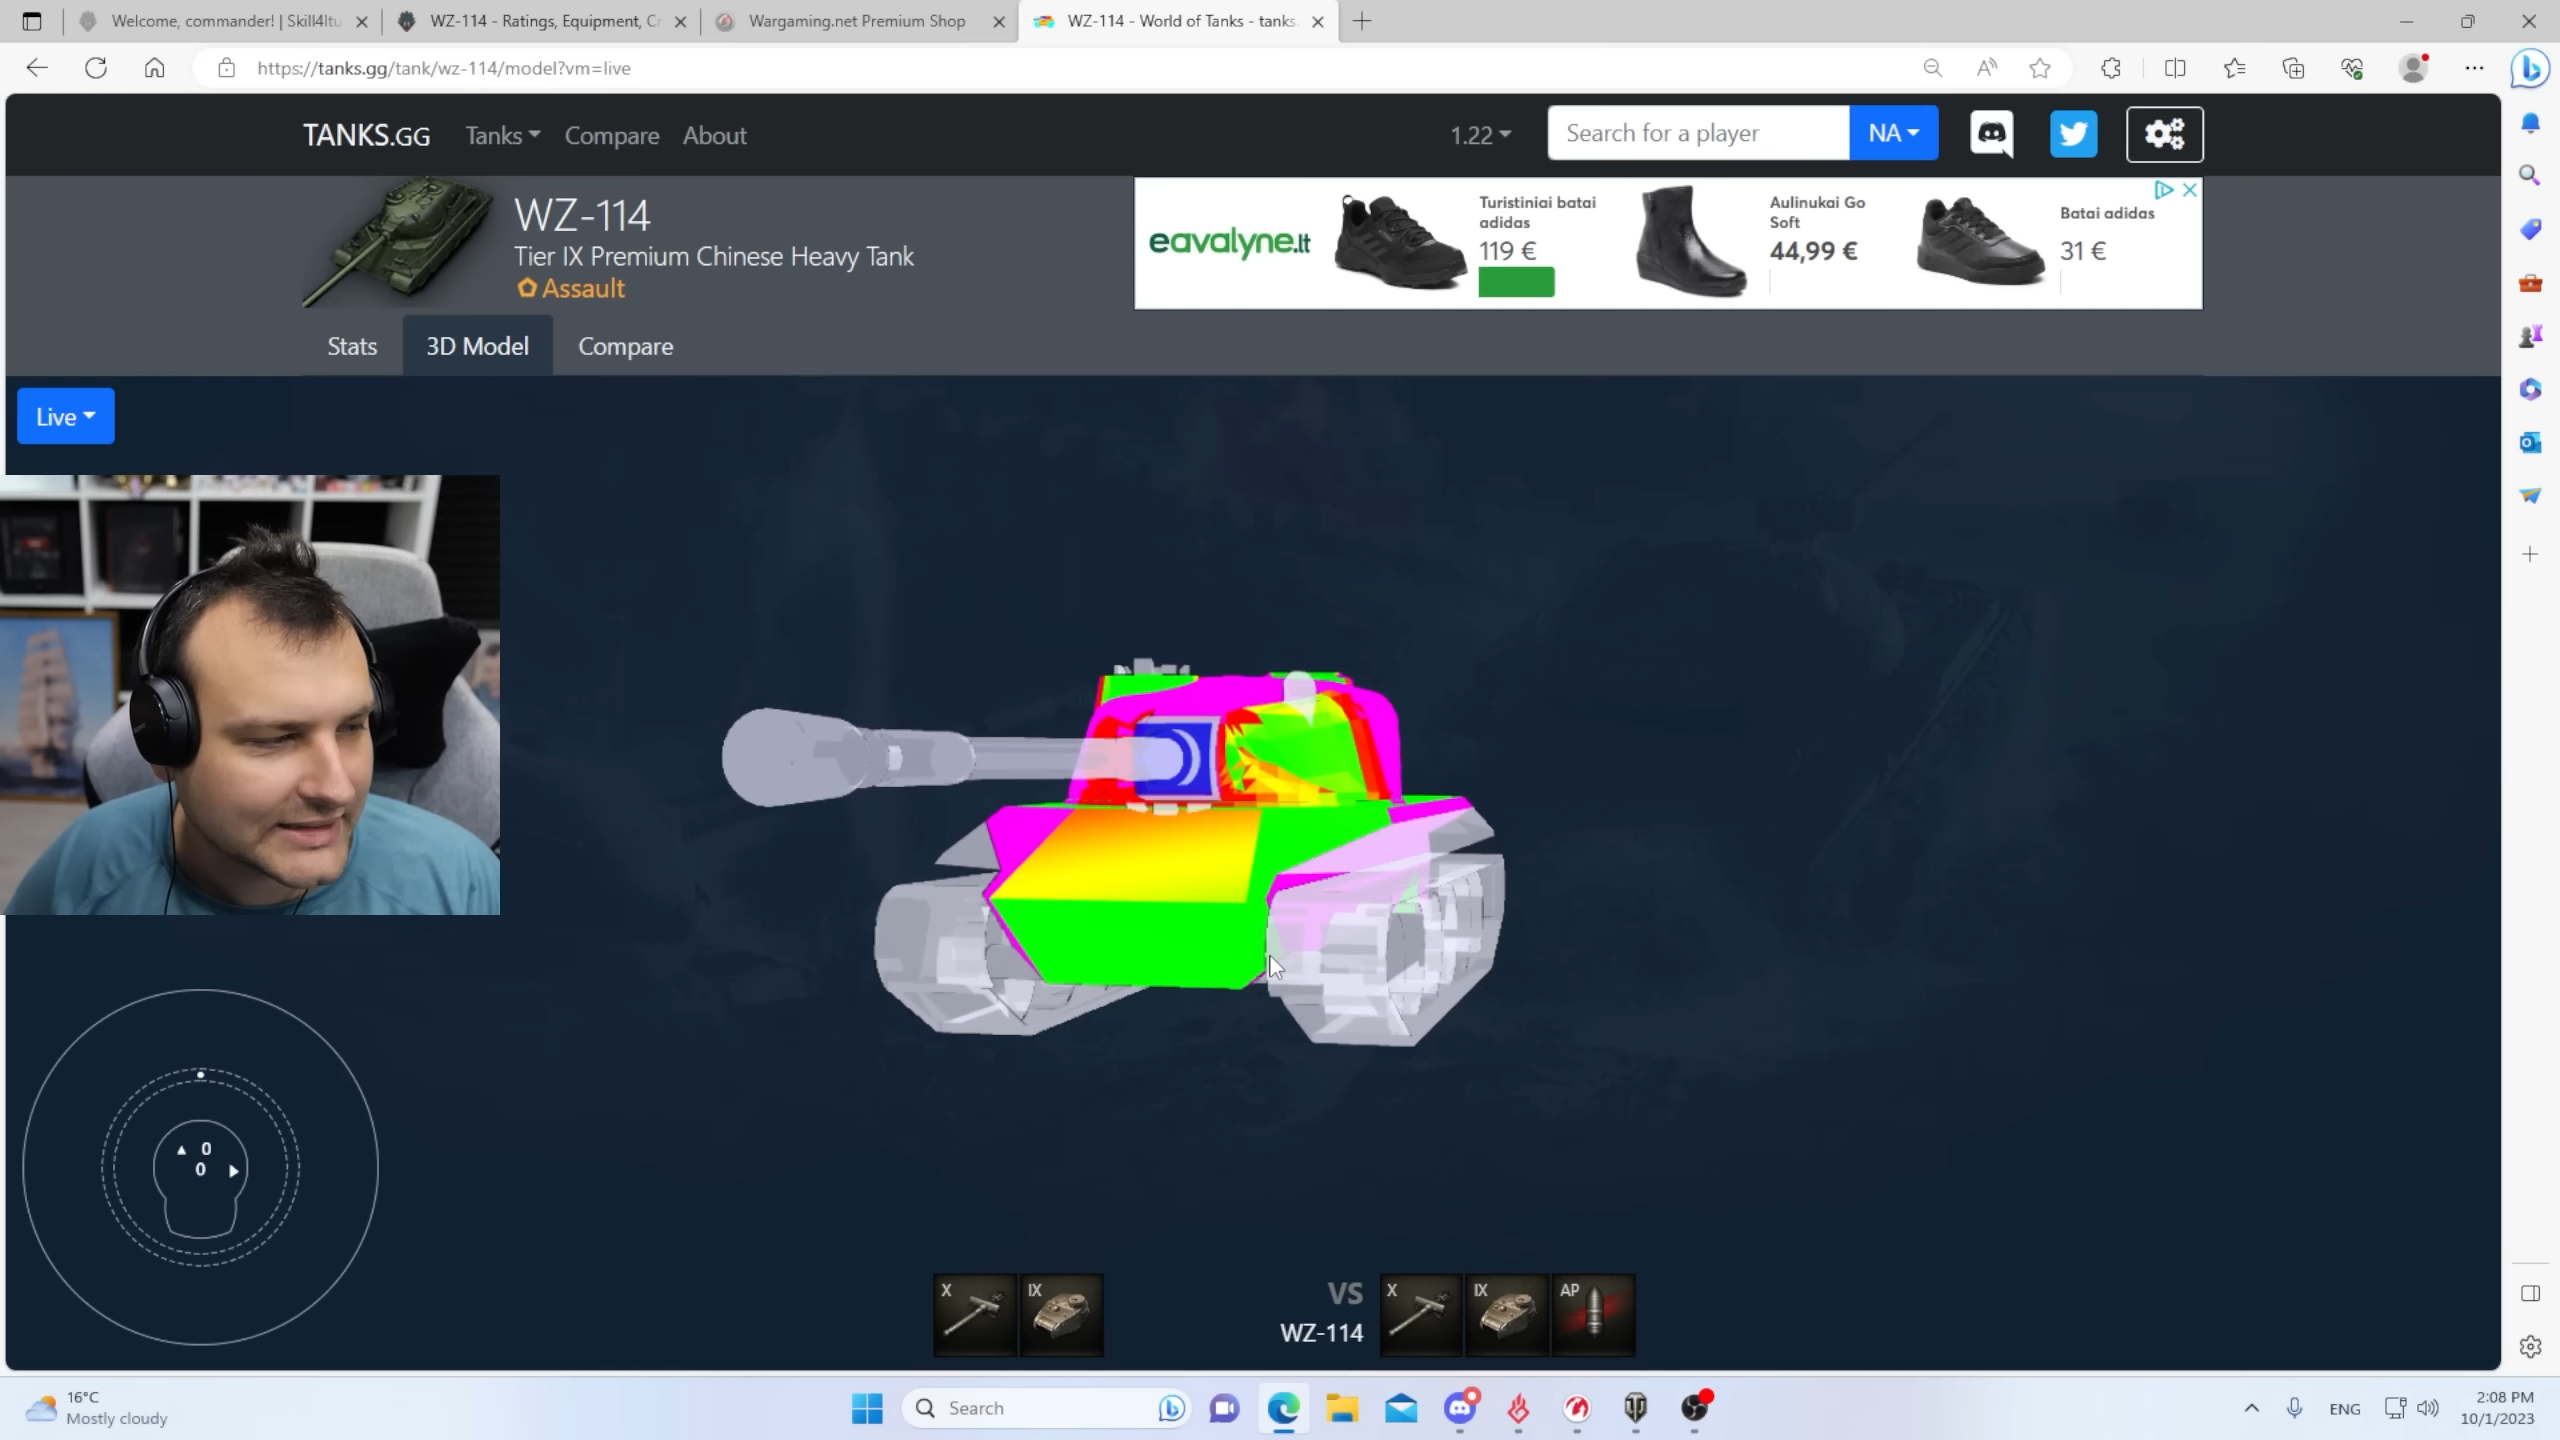 Welcome, commander! | Skill4ltu
WZ-114 - Ratings, Equipment, Cr
Wargaming.net Premium Shop
WZ-114 - World of Tanks - tanks.
https://tanks.gg/tank/wz-114/model?vm=live
TANKS.GG
Tanks
Compare
About
1.22
Search for a player
NA
WZ-114
Tier IX Premium Chinese Heavy Tank
Assault
eavalyne.lt
Turistiniai batai
adidas
119 €
Aulinukai Go
Soft
44,99 €
Batai adidas
31 €
Stats
3D Model
Compare
Live
0
0
X
IX
VS
WZ-114
X
IX
AP
16°C
Mostly cloudy
Search
ENG
2:08 PM
10/1/2023